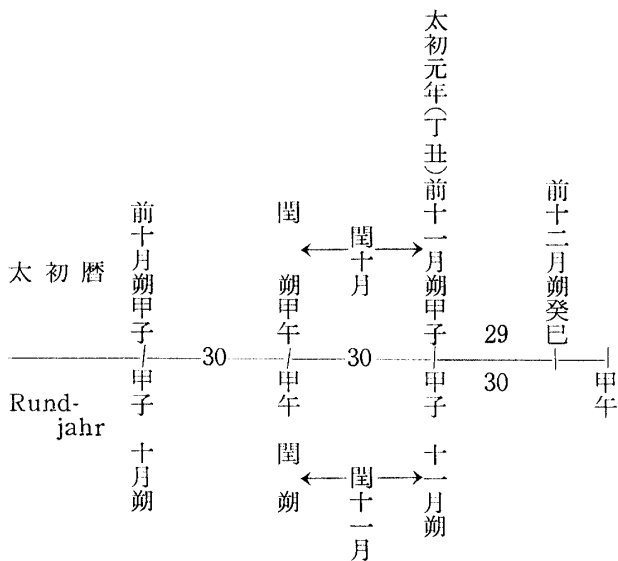 太初元年(丁丑)前十一月朔甲子
前十二月朔癸巳
閏 朔甲午
閏十月
前十月朔甲子
太初暦
30
30
29
30
甲子
甲午
甲子
甲午
Rund-
jahr
十月朔
閏 朔
閏十一月
十一月朔